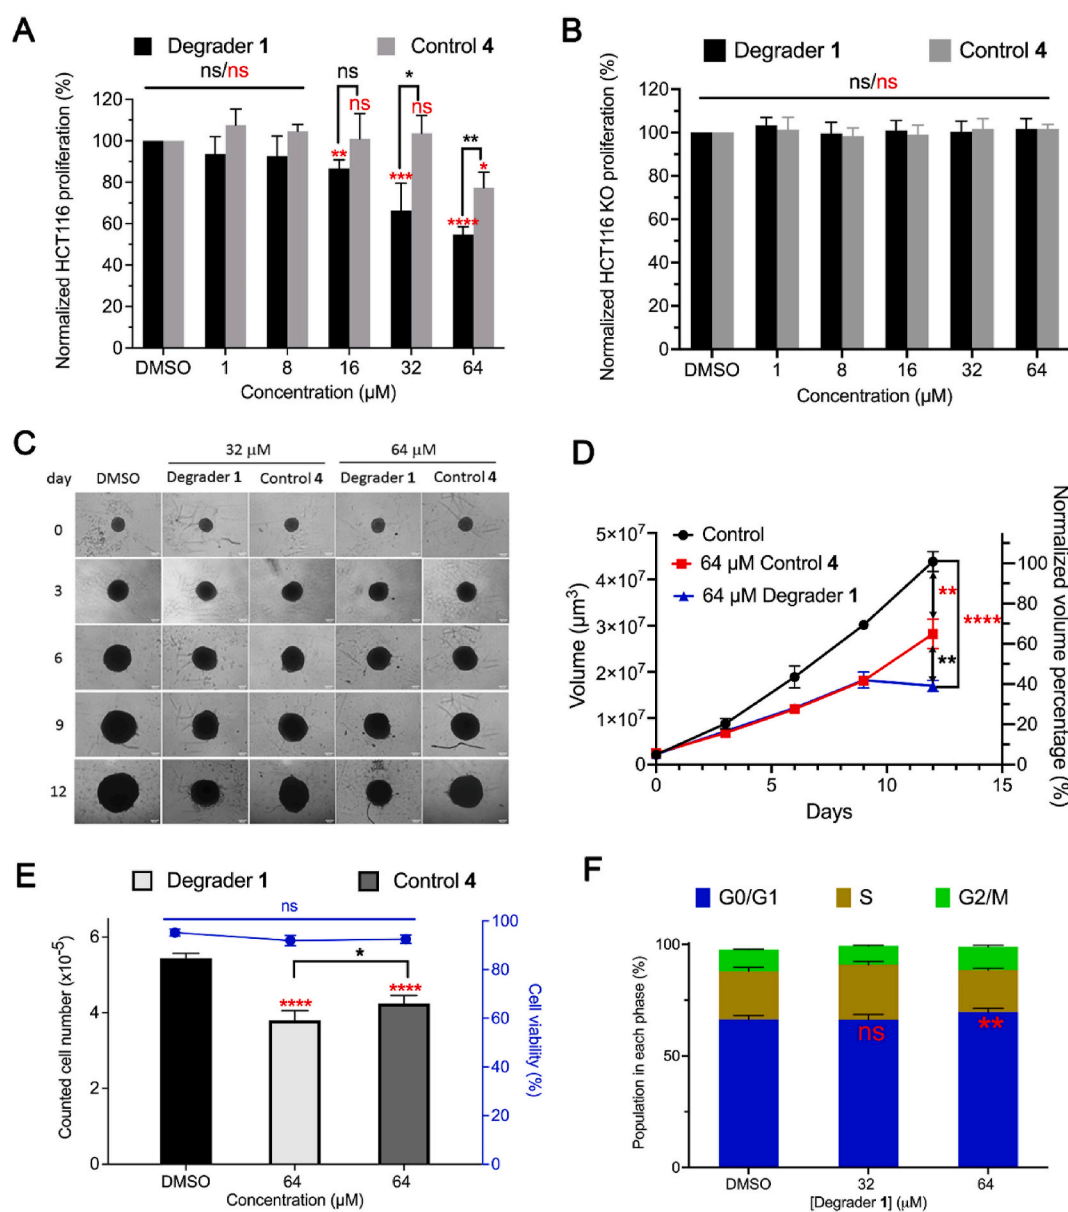 A
Degrader 1 Control 4
ns/ns ns * ns ns
** *** ** * ****
Normalized HCT116 proliferation (%)
120
100
80
60
40
20
0
DMSO 1 8 16 32 64
Concentration (µM)
B
Degrader 1 Control 4
ns/ns
Normalized HCT116 KO proliferation (%)
120
100
80
60
40
20
0
DMSO 1 8 16 32 64
Concentration (µM)
C
32 µM 64 µM
day DMSO Degrader 1 Control 4 Degrader 1 Control 4
0
3
6
9
12
D
Control
64 µM Control 4
64 µM Degrader 1
** **** **
Volume (µm³)
5×10⁷
4×10⁷
3×10⁷
2×10⁷
1×10⁷
0
0 5 10 15
Days
Normalized volume percentage (%)
100
80
60
40
20
0
E
Degrader 1 Control 4
ns
*
**** ****
Counted cell number (x10⁻⁵)
6
4
2
0
DMSO 64 64
Concentration (µM)
Cell viability (%)
100
80
60
40
20
0
F
G0/G1 S G2/M
Population in each phase (%)
100
50
0
ns **
DMSO 32 64
[Degrader 1] (µM)